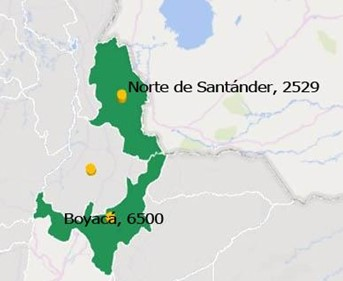 Norte de Santánder, 2529
Boyacá, 6500